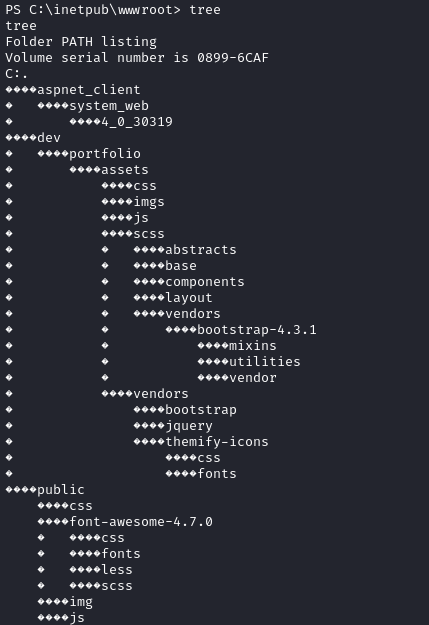 PS C:\inetpub\wwwroot> tree
tree
Folder PATH listing
Volume serial number is 0899-6CAF
C:.
����aspnet_client
�   ����system_web
�       ����4_0_30319
����dev
�   ����portfolio
�       ����assets
�           ����css
�           ����imgs
�           ����js
�           ����scss
�           �   ����abstracts
�           �   ����base
�           �   ����components
�           �   ����layout
�           �   ����vendors
�           �       ����bootstrap-4.3.1
�           �           ����mixins
�           �           ����utilities
�           �           ����vendor
�           ����vendors
�               ����bootstrap
�               ����jquery
�               ����themify-icons
�                   ����css
�                   ����fonts
����public
    ����css
    ����font-awesome-4.7.0
    �   ����css
    �   ����fonts
    �   ����less
    �   ����scss
    ����img
    ����js